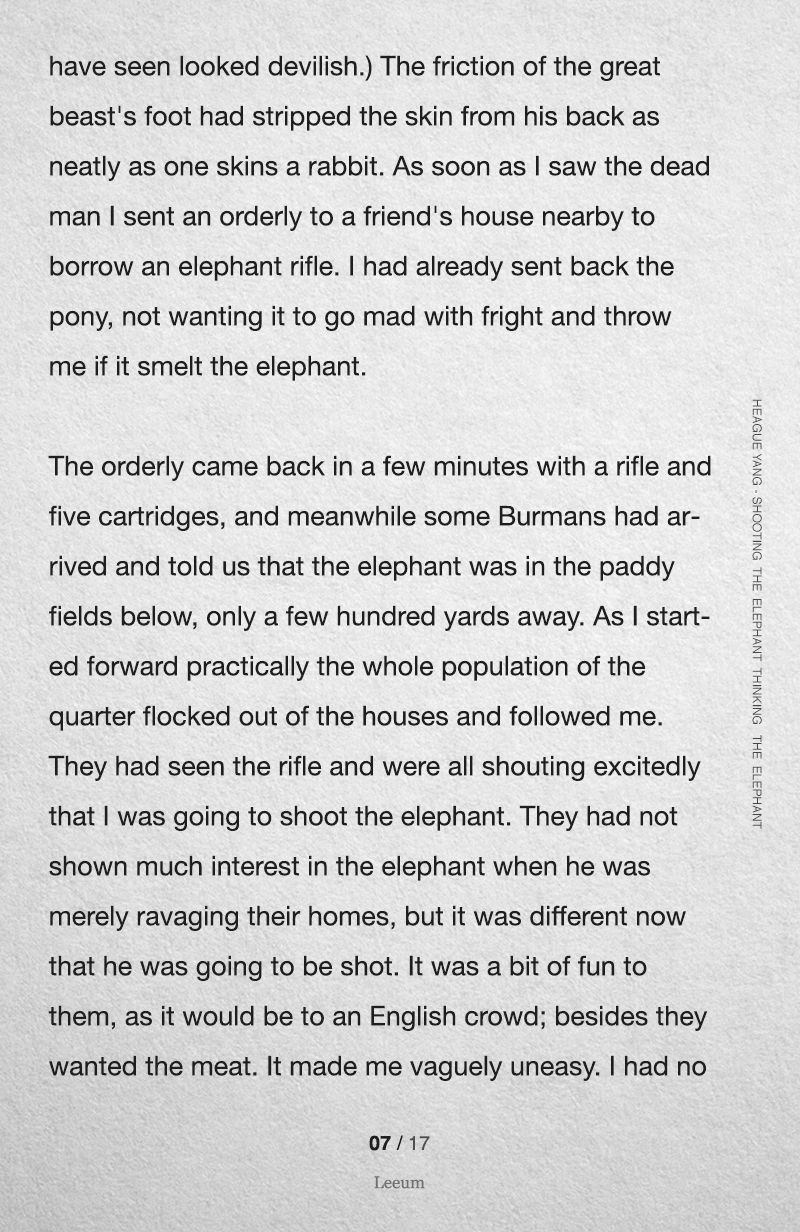 have seen looked devilish.) The friction of the great
beast's foot had stripped the skin from his back as
neatly as one skins a rabbit. As soon as I saw the dead
man I sent an orderly to a friend's house nearby to
borrow an elephant rifle. I had already sent back the
pony, not wanting it to go mad with fright and throw
me if it smelt the elephant.
The orderly came back in a few minutes with a rifle and
five cartridges, and meanwhile some Burmans had ar-
rived and told us that the elephant was in the paddy
fields below, only a few hundred yards away. As I start-
ed forward practically the whole population of the
quarter flocked out of the houses and followed me.
They had seen the rifle and were all shouting excitedly
that I was going to shoot the elephant. They had not
shown much interest in the elephant when he was
merely ravaging their homes, but it was different now
that he was going to be shot. It was a bit of fun to
them, as it would be to an English crowd; besides they
wanted the meat. It made me vaguely uneasy. I had no
HEAGUE YANG - SHOOTING THE ELEPHANT THINKING THE ELEPHANT
07 / 17
Leeum